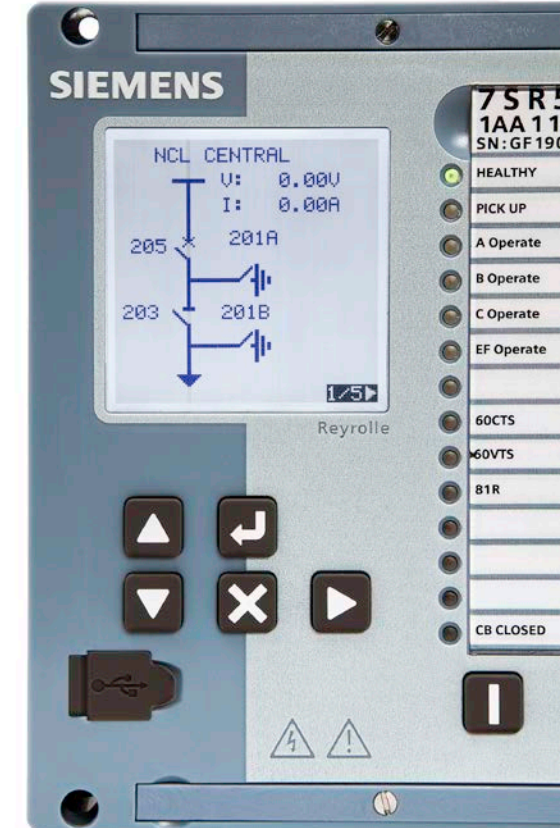 SIEMENS
NCL CENTRAL
V: 0.00V
I: 0.00A
205
201A
203
201B
1/5
Reyrolle
7SR5
1AA11
SN:GF190
HEALTHY
PICK UP
A Operate
B Operate
C Operate
EF Operate
60CTS
60VTS
81R
CB CLOSED